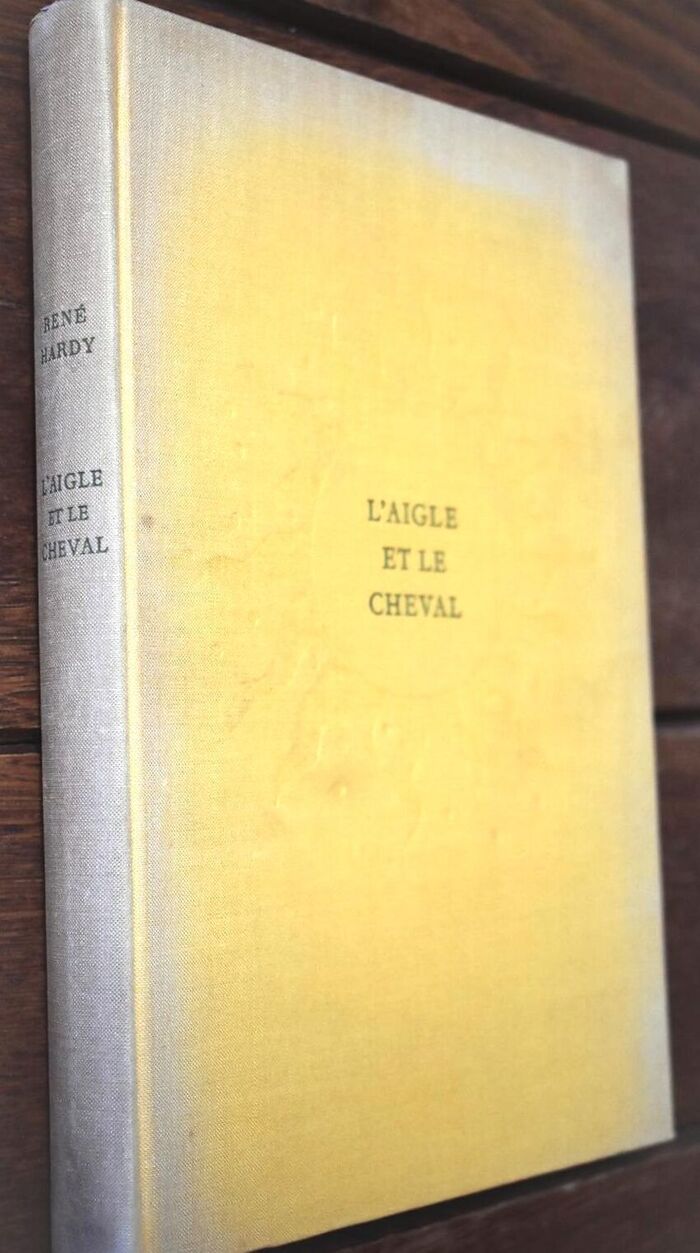 RENÉ
HARDY
L'AIGLE
ET LE
CHEVAL
L'AIGLE
ET LE
CHEVAL